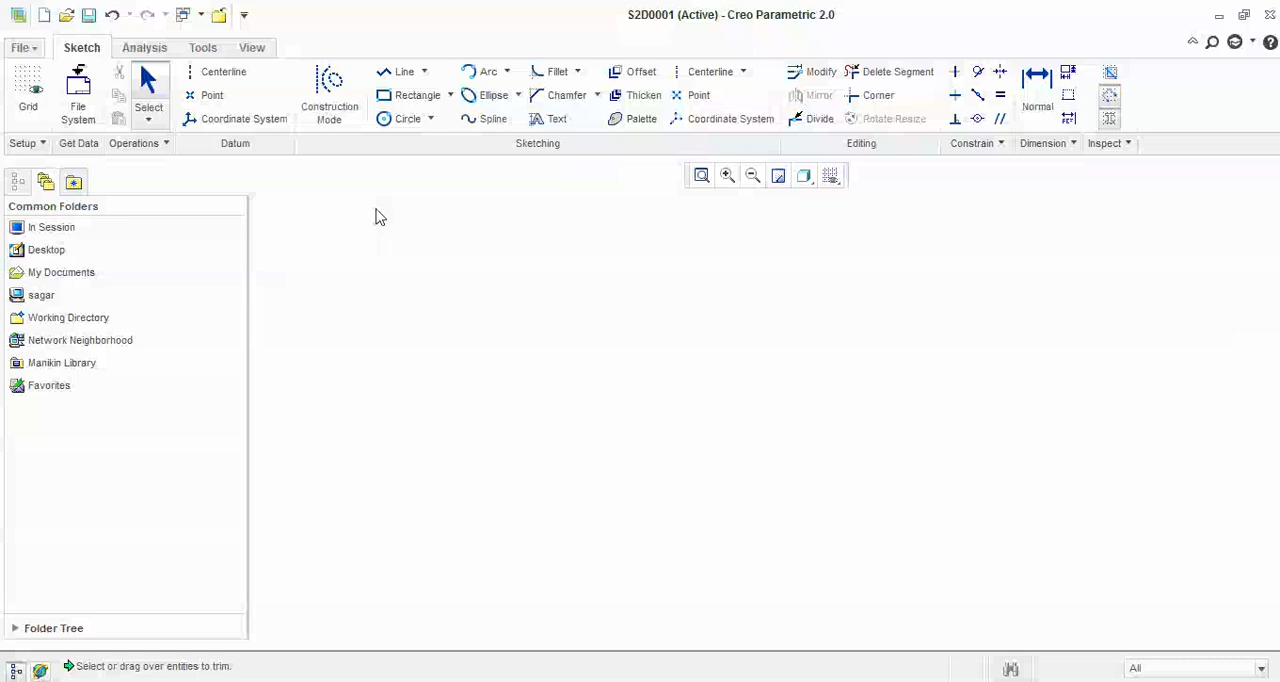 S2D0001 (Active) - Creo Parametric 2.0
File Sketch Analysis Tools View
Grid
File System
Select
Centerline
Point
Coordinate System
Construction Mode
Line Arc Fillet Offset Centerline
Rectangle Ellipse Chamfer Thicken Point
Circle Spline Text Palette Coordinate System
Modify Delete Segment
Mirror Corner
Divide Rotate Resize
Normal
Setup Get Data Operations Datum Sketching Editing Constrain Dimension Inspect
Common Folders
In Session
Desktop
My Documents
sagar
Working Directory
Network Neighborhood
Manikin Library
Favorites
Folder Tree
Select or drag over entities to trim.
All